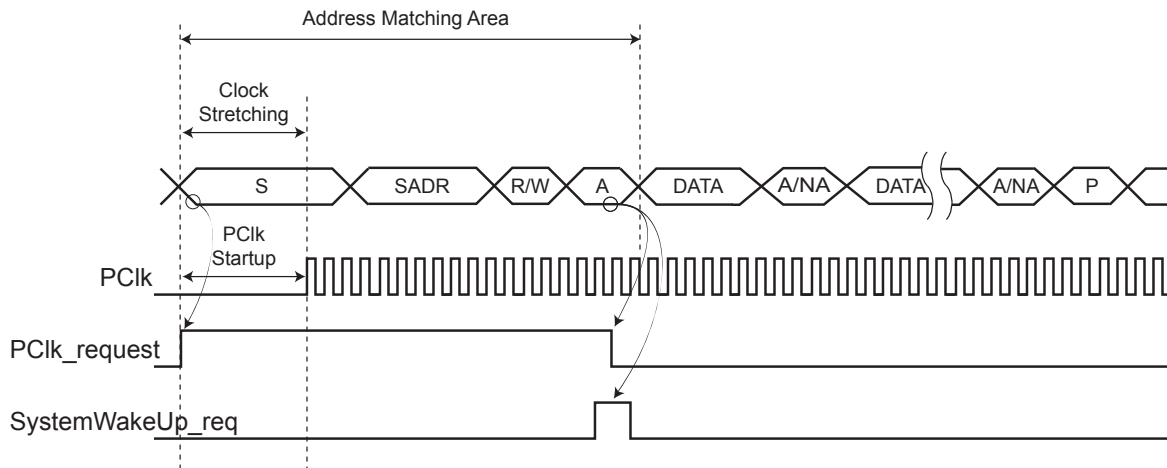 Address Matching Area
Clock
Stretching
S
SADR
R/W
A
DATA
A/NA
DATA
A/NA
P
PClk
Startup
PClk
PClk_request
SystemWakeUp_req